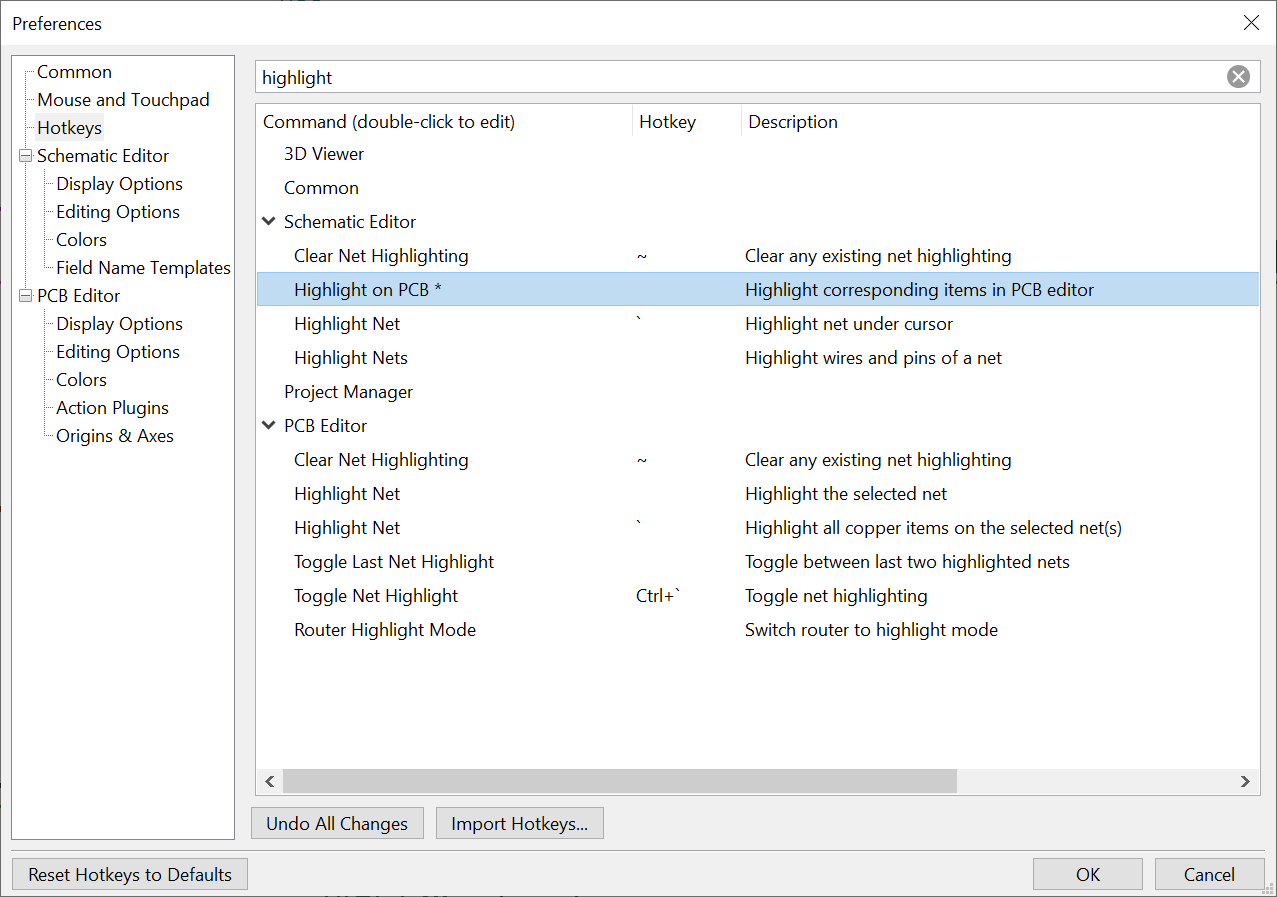 Preferences
Common
Mouse and Touchpad
Hotkeys
Schematic Editor
Display Options
Editing Options
Colors
Field Name Templates
PCB Editor
Display Options
Editing Options
Colors
Action Plugins
Origins & Axes
highlight
Command (double-click to edit) Hotkey Description
3D Viewer
Common
Schematic Editor
Clear Net Highlighting ~ Clear any existing net highlighting
Highlight on PCB * Highlight corresponding items in PCB editor
Highlight Net ` Highlight net under cursor
Highlight Nets Highlight wires and pins of a net
Project Manager
PCB Editor
Clear Net Highlighting ~ Clear any existing net highlighting
Highlight Net Highlight the selected net
Highlight Net ` Highlight all copper items on the selected net(s)
Toggle Last Net Highlight Toggle between last two highlighted nets
Toggle Net Highlight Ctrl+` Toggle net highlighting
Router Highlight Mode Switch router to highlight mode
Undo All Changes Import Hotkeys...
Reset Hotkeys to Defaults OK Cancel